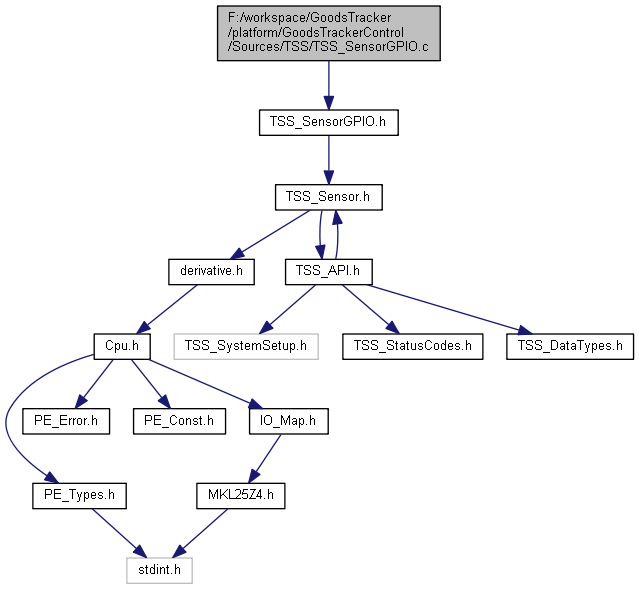 F:/workspace/GoodsTracker
/platform/GoodsTrackerControl
/Sources/TSS/TSS_SensorGPIO.c
TSS_SensorGPIO.h
TSS_Sensor.h
derivative.h
TSS_API.h
Cpu.h
TSS_SystemSetup.h
TSS_StatusCodes.h
TSS_DataTypes.h
PE_Error.h
PE_Const.h
IO_Map.h
PE_Types.h
MKL25Z4.h
stdint.h